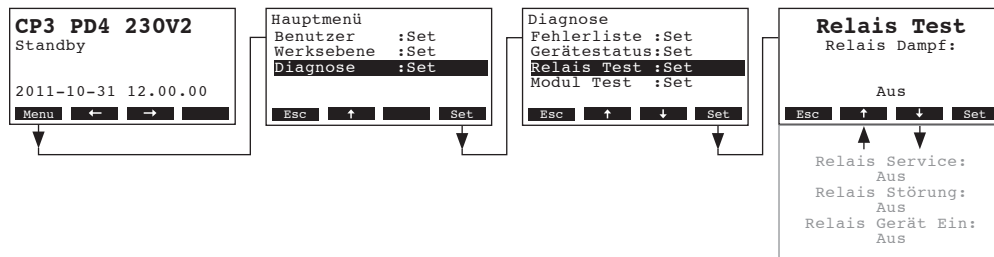 CP3 PD4 230V2
Standby
2011-10-31 12.00.00
Menu ← →
Hauptmenü
Benutzer :Set
Werksebene :Set
Diagnose :Set
Esc ↑ Set
Diagnose
Fehlerliste :Set
Gerätestatus:Set
Relais Test :Set
Modul Test :Set
Esc ↑ ↓ Set
Relais Test
Relais Dampf:
Aus
Esc ↑ ↓ Set
Relais Service:
Aus
Relais Störung:
Aus
Relais Gerät Ein:
Aus